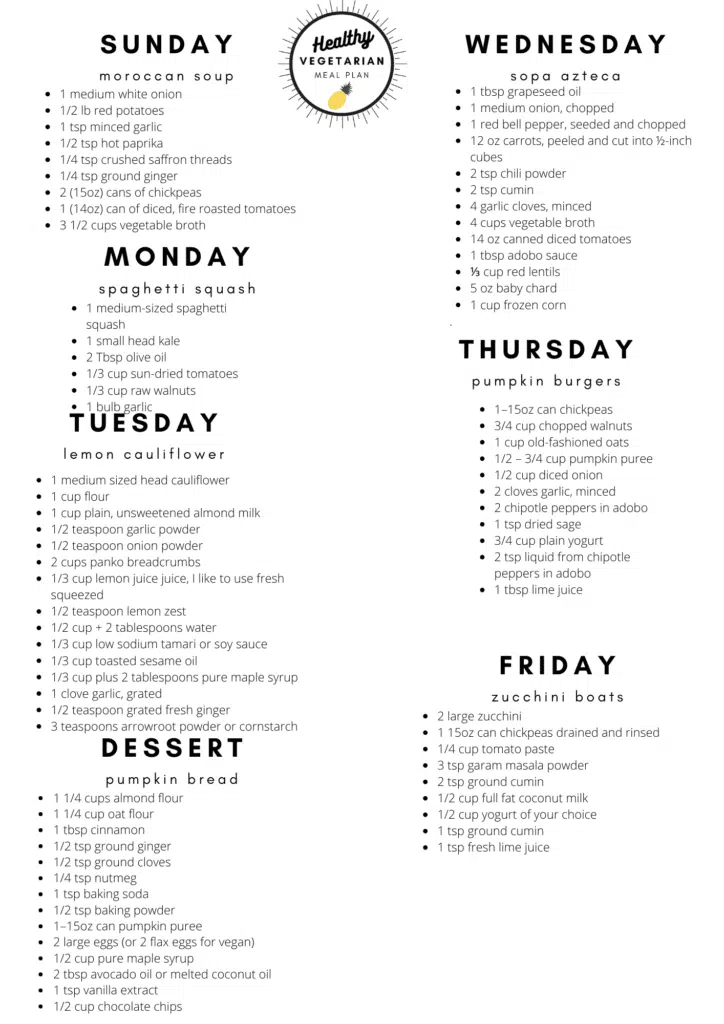 SUNDAY
moroccan soup
1 medium white onion
1/2 lb red potatoes
1 tsp minced garlic
1/2 tsp hot paprika
1/4 tsp crushed saffron threads
1/4 tsp ground ginger
2 (15oz) cans of chickpeas
1 (14oz) can of diced, fire roasted tomatoes
3 1/2 cups vegetable broth
MONDAY
spaghetti squash
1 medium-sized spaghetti
squash
1 small head kale
2 Tbsp olive oil
1/3 cup sun-dried tomatoes
1/3 cup raw walnuts
1 bulb garlic
TUESDAY
lemon cauliflower
1 medium sized head cauliflower
1 cup flour
1 cup plain, unsweetened almond milk
1/2 teaspoon garlic powder
1/2 teaspoon onion powder
2 cups panko breadcrumbs
1/3 cup lemon juice juice, I like to use fresh
squeezed
1/2 teaspoon lemon zest
1/2 cup + 2 tablespoons water
1/3 cup low sodium tamari or soy sauce
1/3 cup toasted sesame oil
1/3 cup plus 2 tablespoons pure maple syrup
1 clove garlic, grated
1/2 teaspoon grated fresh ginger
3 teaspoons arrowroot powder or cornstarch
DESSERT
pumpkin bread
1 1/4 cups almond flour
1 1/4 cup oat flour
1 tbsp cinnamon
1/2 tsp ground ginger
1/2 tsp ground cloves
1/4 tsp nutmeg
1 tsp baking soda
1/2 tsp baking powder
1–15oz can pumpkin puree
2 large eggs (or 2 flax eggs for vegan)
1/2 cup pure maple syrup
2 tbsp avocado oil or melted coconut oil
1 tsp vanilla extract
1/2 cup chocolate chips
Healthy
VEGETARIAN
MEAL PLAN
WEDNESDAY
sopa azteca
1 tbsp grapeseed oil
1 medium onion, chopped
1 red bell pepper, seeded and chopped
12 oz carrots, peeled and cut into ½-inch
cubes
2 tsp chili powder
2 tsp cumin
4 garlic cloves, minced
4 cups vegetable broth
14 oz canned diced tomatoes
1 tbsp adobo sauce
⅓ cup red lentils
5 oz baby chard
1 cup frozen corn
.
THURSDAY
pumpkin burgers
1–15oz can chickpeas
3/4 cup chopped walnuts
1 cup old-fashioned oats
1/2 – 3/4 cup pumpkin puree
1/2 cup diced onion
2 cloves garlic, minced
2 chipotle peppers in adobo
1 tsp dried sage
3/4 cup plain yogurt
2 tsp liquid from chipotle
peppers in adobo
1 tbsp lime juice
FRIDAY
zucchini boats
2 large zucchini
1 15oz can chickpeas drained and rinsed
1/4 cup tomato paste
3 tsp garam masala powder
2 tsp ground cumin
1/2 cup full fat coconut milk
1/2 cup yogurt of your choice
1 tsp ground cumin
1 tsp fresh lime juice